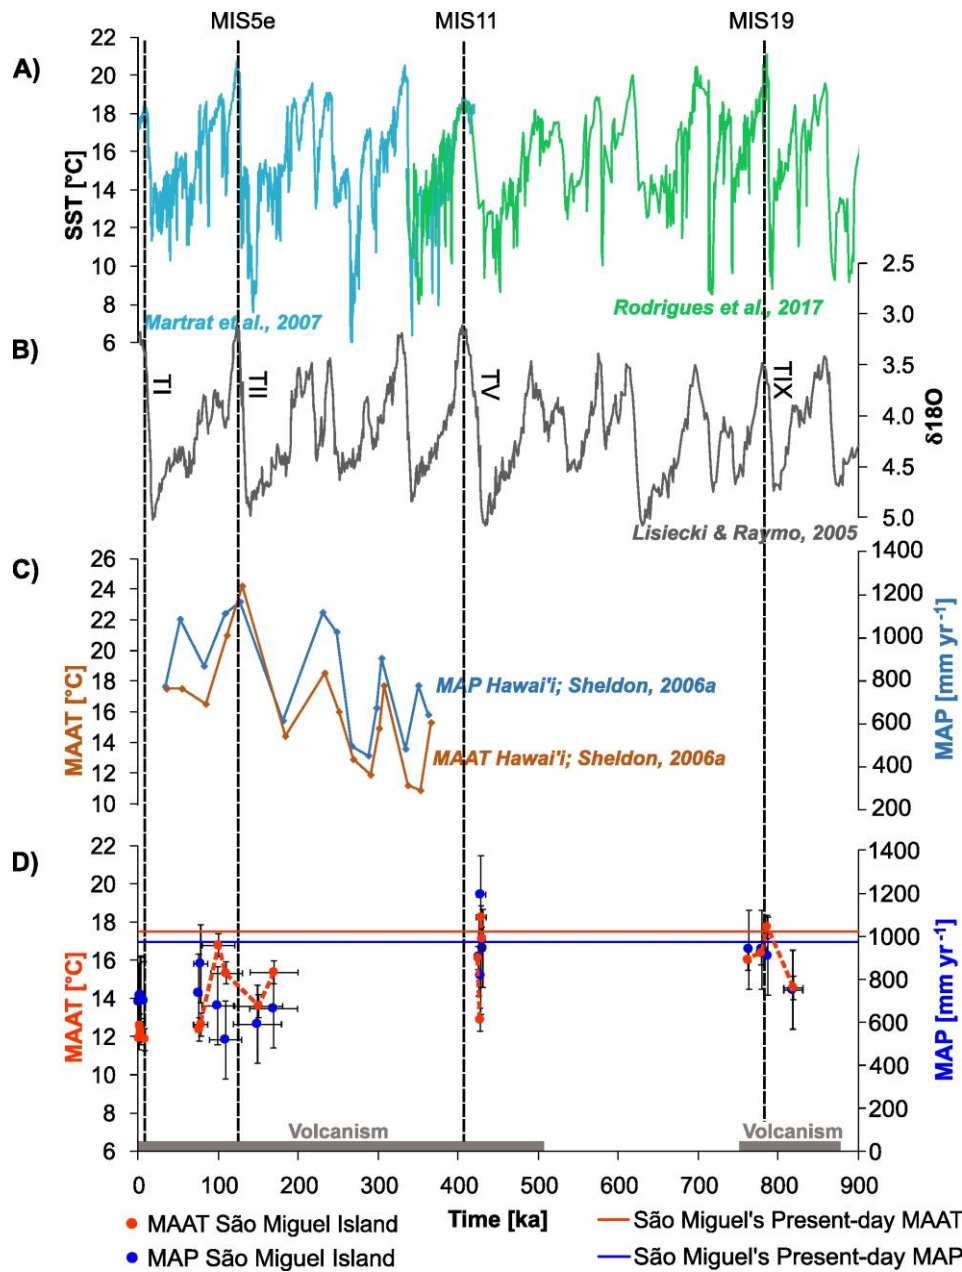 MIS5e MIS11 MIS19
A)
22
20
18
16
14
12
10
8
6
SST [°C]
Martrat et al., 2007
Rodrigues et al., 2017
B)
2.5
3.0
3.5
4.0
4.5
5.0
δ18O
TI
TII
TV
TIX
Lisiecki & Raymo, 2005
C)
26
24
22
20
18
16
14
12
10
MAAT [°C]
1400
1200
1000
800
600
400
200
MAP [mm yr-1]
MAP Hawai'i; Sheldon, 2006a
MAAT Hawai'i; Sheldon, 2006a
D)
22
20
18
16
14
12
10
8
6
MAAT [°C]
1400
1200
1000
800
600
400
200
0
MAP [mm yr-1]
Volcanism
Volcanism
0 100 200 300 400 500 600 700 800 900
Time [ka]
MAAT São Miguel Island
MAP São Miguel Island
São Miguel's Present-day MAAT
São Miguel's Present-day MAP